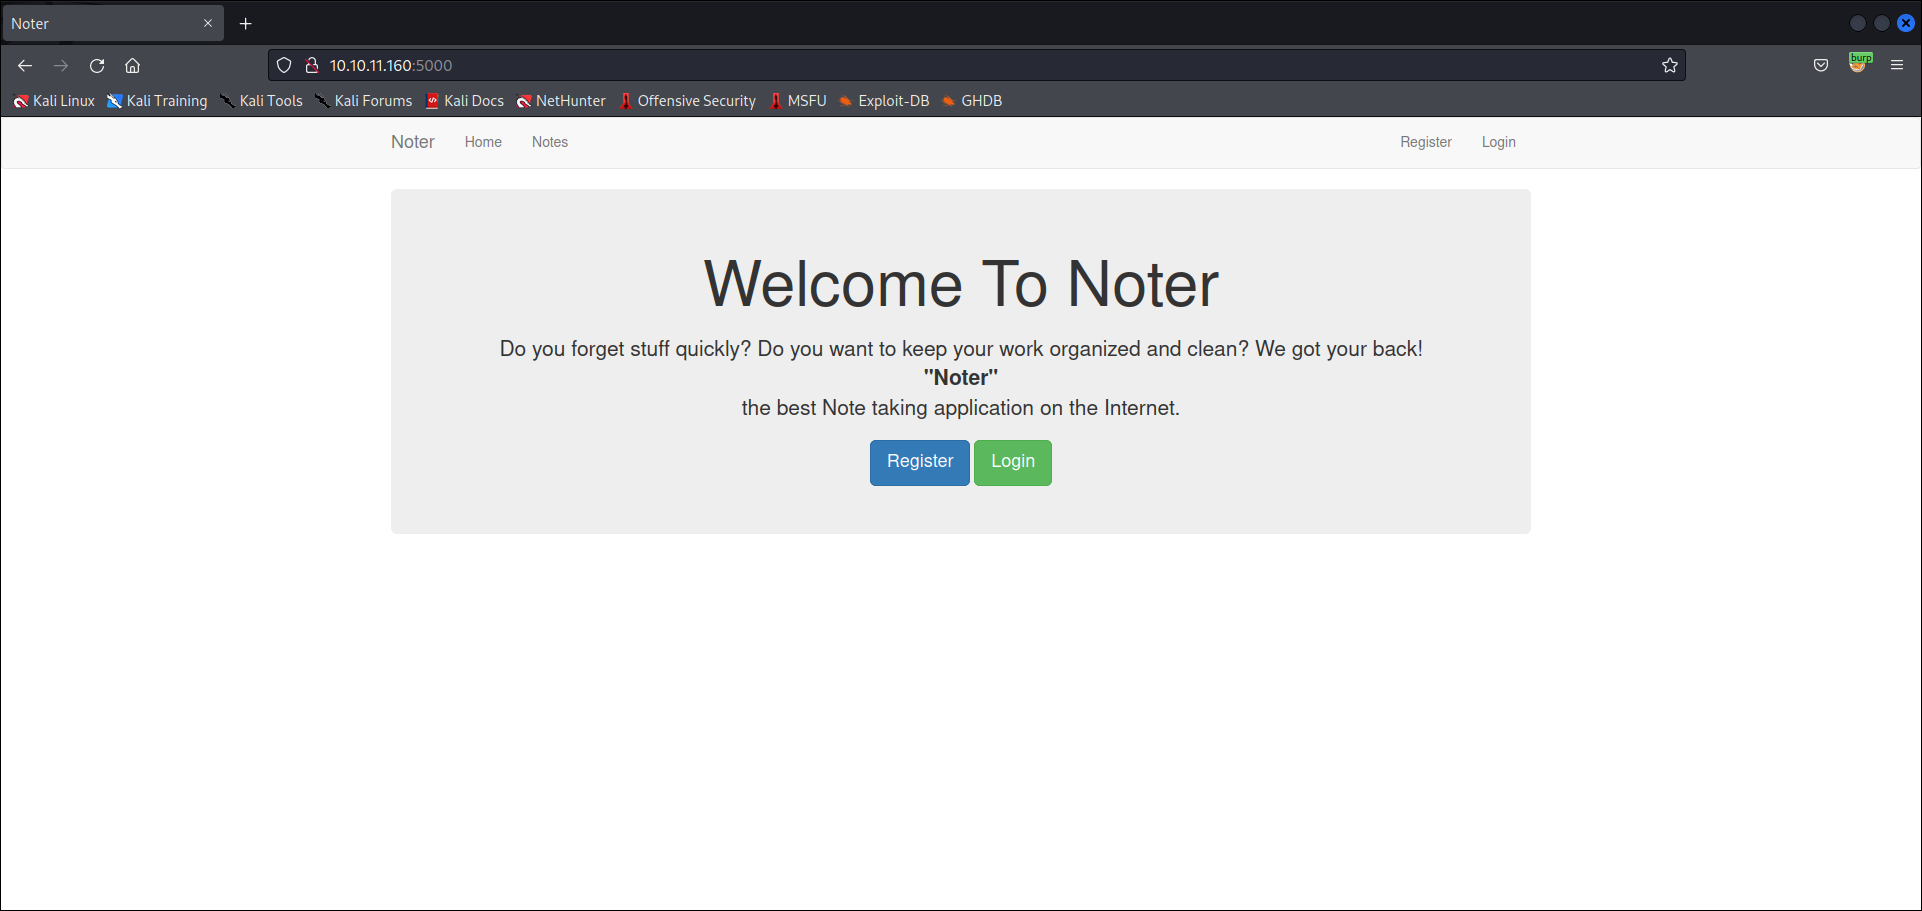 Noter
10.10.11.160:5000
burp
Kali Linux Kali Training Kali Tools Kali Forums Kali Docs NetHunter Offensive Security MSFU Exploit-DB GHDB
Noter Home Notes Register Login
Welcome To Noter
Do you forget stuff quickly? Do you want to keep your work organized and clean? We got your back!
"Noter"
the best Note taking application on the Internet.
Register Login